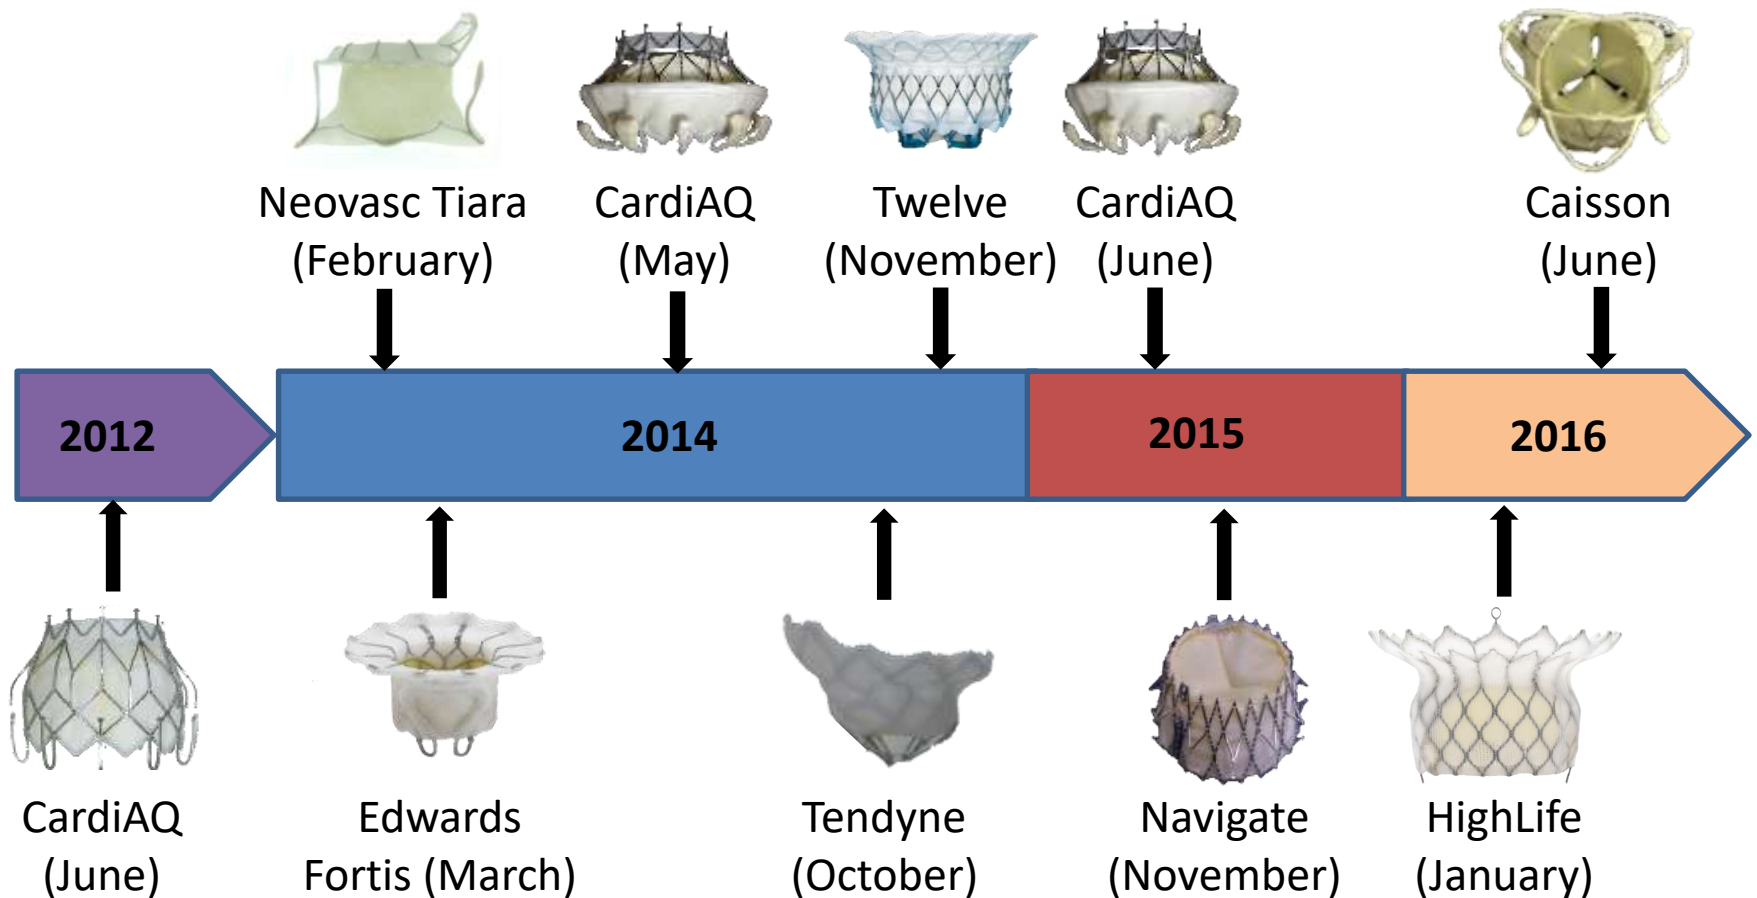 Neovasc Tiara
(February)
CardiAQ
(May)
Twelve
(November)
CardiAQ
(June)
Caisson
(June)
2012
2014
2015
2016
CardiAQ
(June)
Edwards
Fortis (March)
Tendyne
(October)
Navigate
(November)
HighLife
(January)